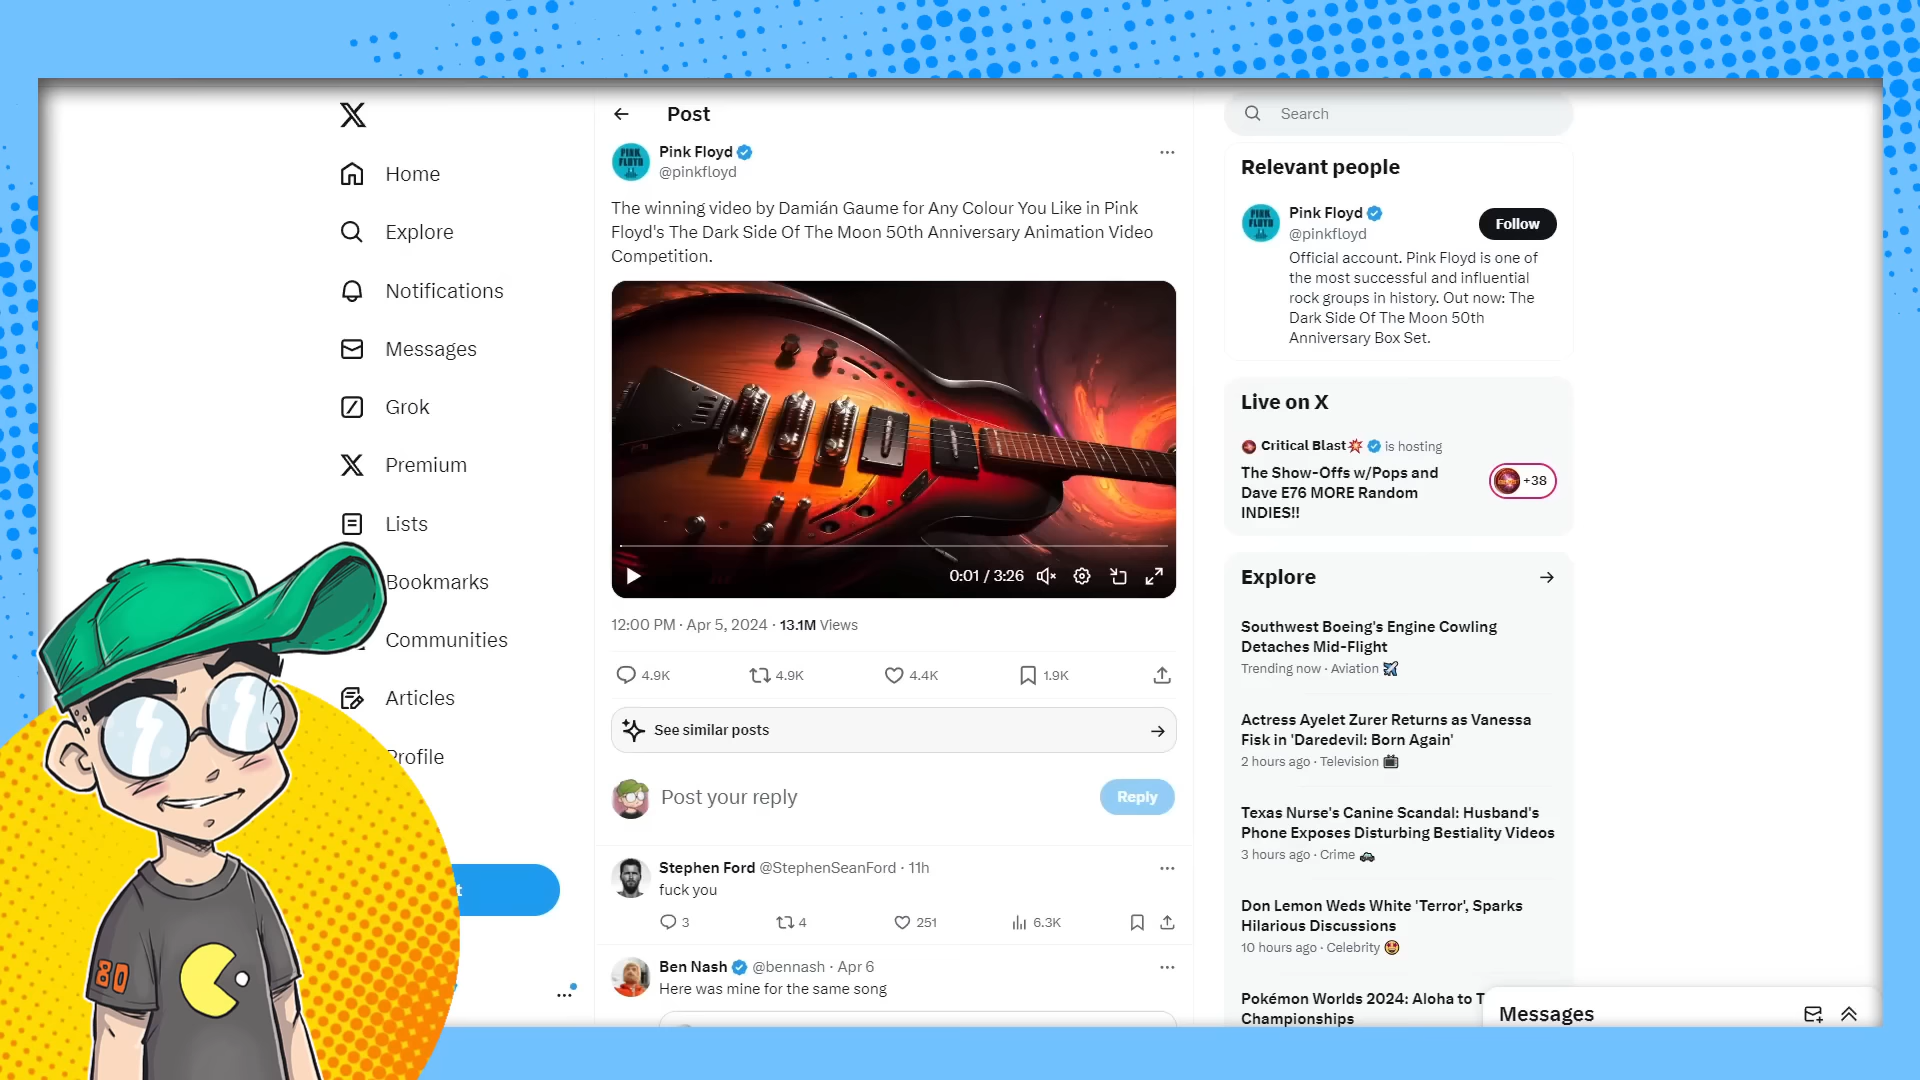 Home
Explore
Notifications
Messages
Grok
Premium
Lists
Bookmarks
Communities
Articles
Profile
80
Post
Pink Floyd
@pinkfloyd
The winning video by Damián Gaume for Any Colour You Like in Pink
Floyd's The Dark Side Of The Moon 50th Anniversary Animation Video
Competition.
0:01 / 3:26
12:00 PM · Apr 5, 2024 · 13.1M Views
4.9K 4.9K 4.4K 1.9K
See similar posts
Post your reply
Reply
Stephen Ford @StephenSeanFord · 11h
fuck you
3 4 251 6.3K
Ben Nash @bennash · Apr 6
Here was mine for the same song
Search
Relevant people
PINK FLOYD
Pink Floyd
@pinkfloyd
Follow
Official account. Pink Floyd is one of
the most successful and influential
rock groups in history. Out now: The
Dark Side Of The Moon 50th
Anniversary Box Set.
Live on X
Critical Blast is hosting
The Show-Offs w/Pops and
Dave E76 MORE Random
INDIES!!
+38
Explore
Southwest Boeing's Engine Cowling
Detaches Mid-Flight
Trending now · Aviation
Actress Ayelet Zurer Returns as Vanessa
Fisk in 'Daredevil: Born Again'
2 hours ago · Television
Texas Nurse's Canine Scandal: Husband's
Phone Exposes Disturbing Bestiality Videos
3 hours ago · Crime
Don Lemon Weds White 'Terror', Sparks
Hilarious Discussions
10 hours ago · Celebrity
Pokémon Worlds 2024: Aloha to T
Championships
Messages